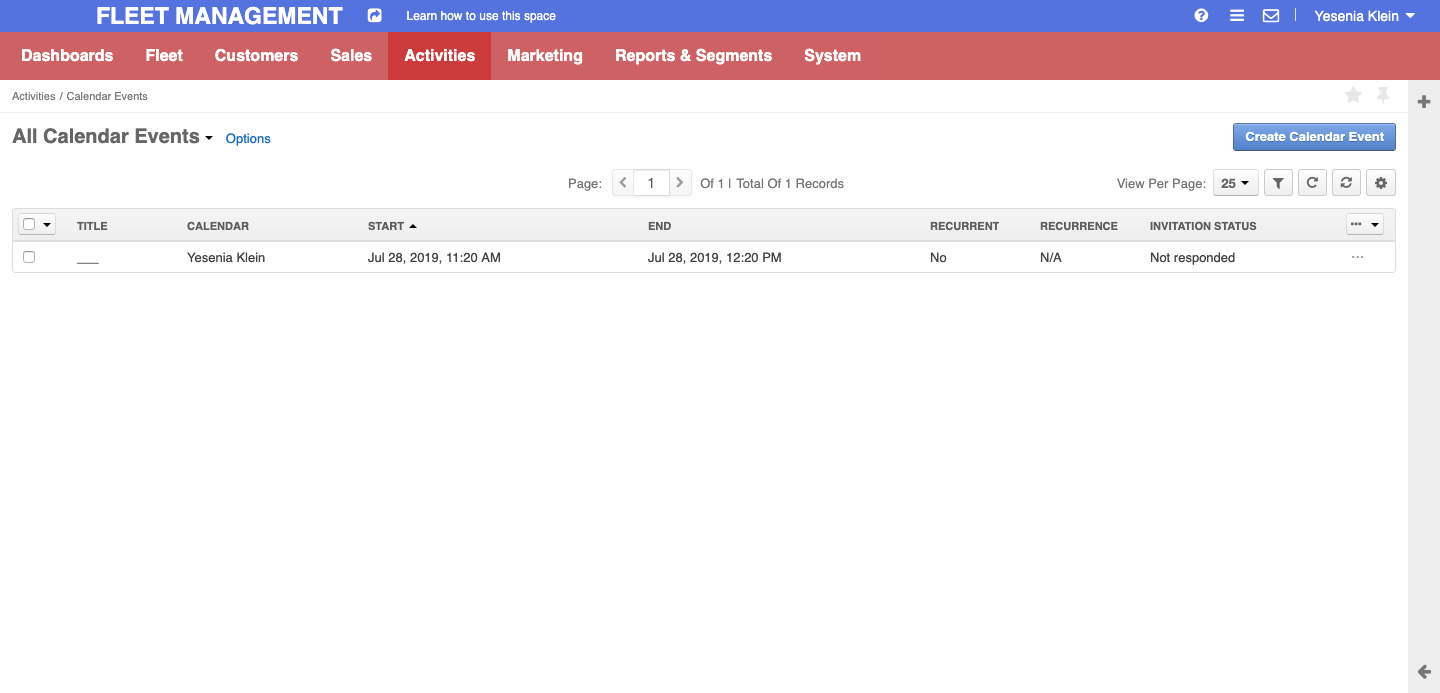 FLEET MANAGEMENT Learn how to use this space Yesenia Klein
Dashboards Fleet Customers Sales Activities Marketing Reports & Segments System
Activities / Calendar Events
All Calendar Events Options Create Calendar Event
Page: 1 Of 1 | Total Of 1 Records View Per Page: 25
TITLE CALENDAR START END RECURRENT RECURRENCE INVITATION STATUS
___ Yesenia Klein Jul 28, 2019, 11:20 AM Jul 28, 2019, 12:20 PM No N/A Not responded